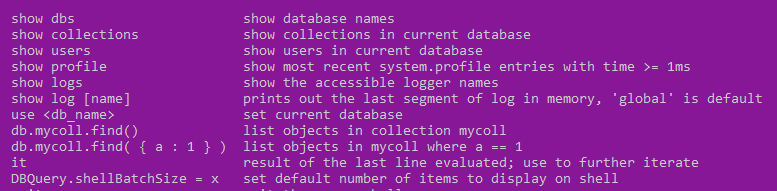 show dbs                     show database names
show collections             show collections in current database
show users                   show users in current database
show profile                 show most recent system.profile entries with time >= 1ms
show logs                    show the accessible logger names
show log [name]              prints out the last segment of log in memory, 'global' is default
use <db_name>                set current database
db.mycoll.find()             list objects in collection mycoll
db.mycoll.find( { a : 1 } )  list objects in mycoll where a == 1
it                           result of the last line evaluated; use to further iterate
DBQuery.shellBatchSize = x   set default number of items to display on shell